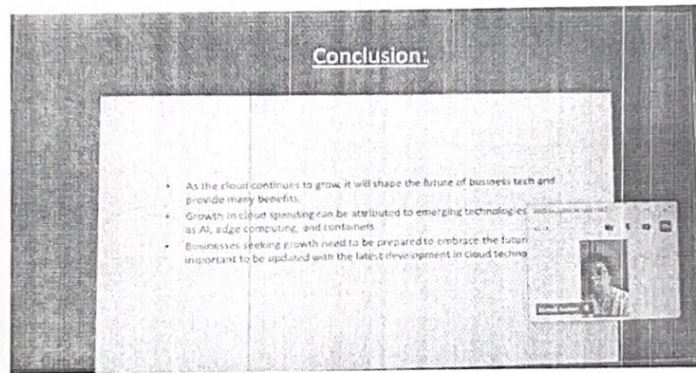 Conclusion:
• As the cloud continues to grow, it will shape the future of business tech and
provide many benefits.
• Growth in cloud spending can be attributed to emerging technologies
as AI, edge computing, and containers
• Businesses seeking growth need to be prepared to embrace the futur
important to be updated with the latest development in cloud techno